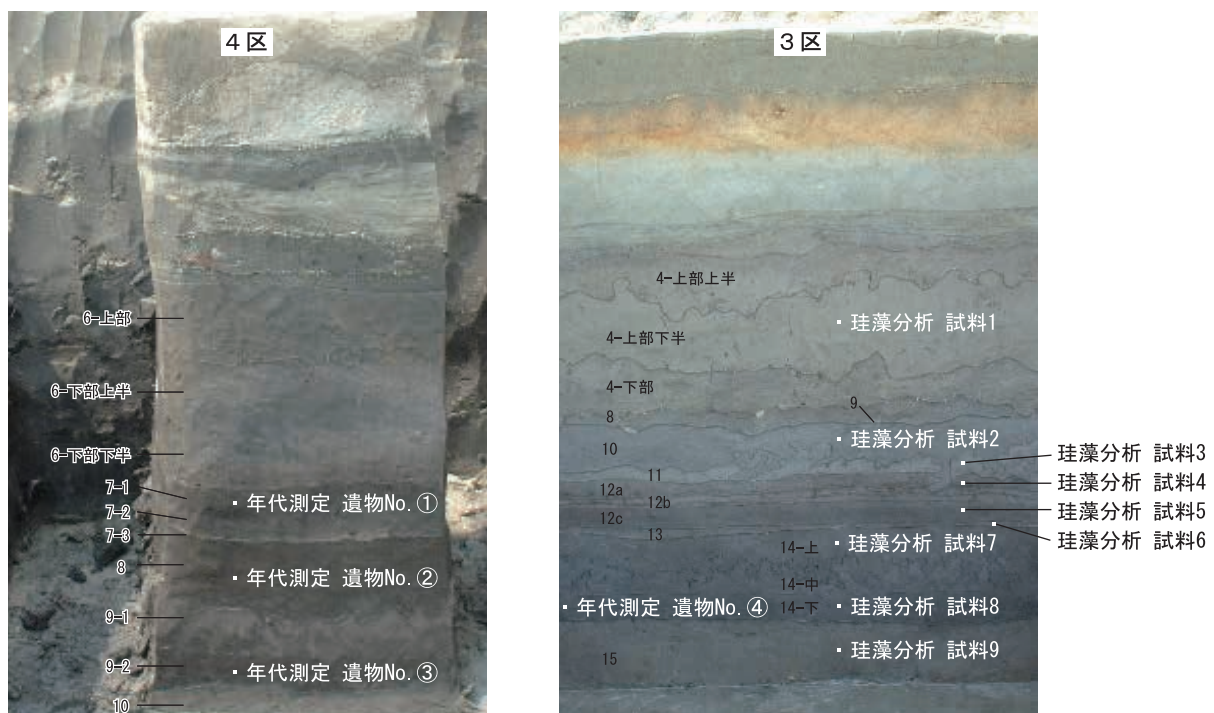 4区
6-上部
6-下部上半
6-下部下半
7-1
7-2
7-3
8
9-1
9-2
10
年代測定 遺物No.①
年代測定 遺物No.②
年代測定 遺物No.③
3区
4-上部上半
4-上部下半
4-下部
8
9
10
11
12a
12b
12c
13
14-上
14-中
14-下
15
珪藻分析 試料1
珪藻分析 試料2
珪藻分析 試料3
珪藻分析 試料4
珪藻分析 試料5
珪藻分析 試料6
珪藻分析 試料7
年代測定 遺物No.④
珪藻分析 試料8
珪藻分析 試料9